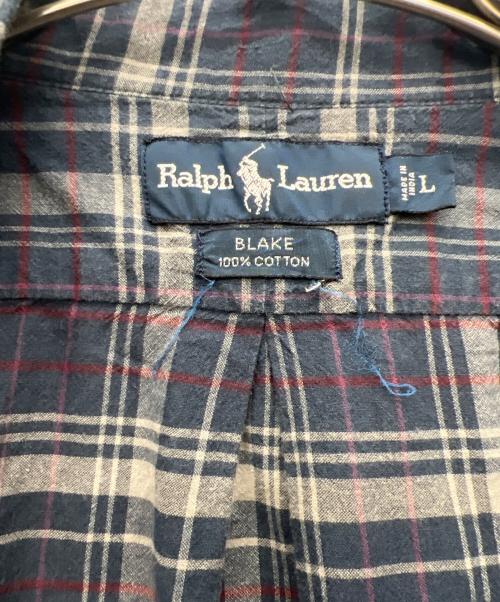 Ralph Lauren
MADE IN
INDIA
L
BLAKE
100% COTTON